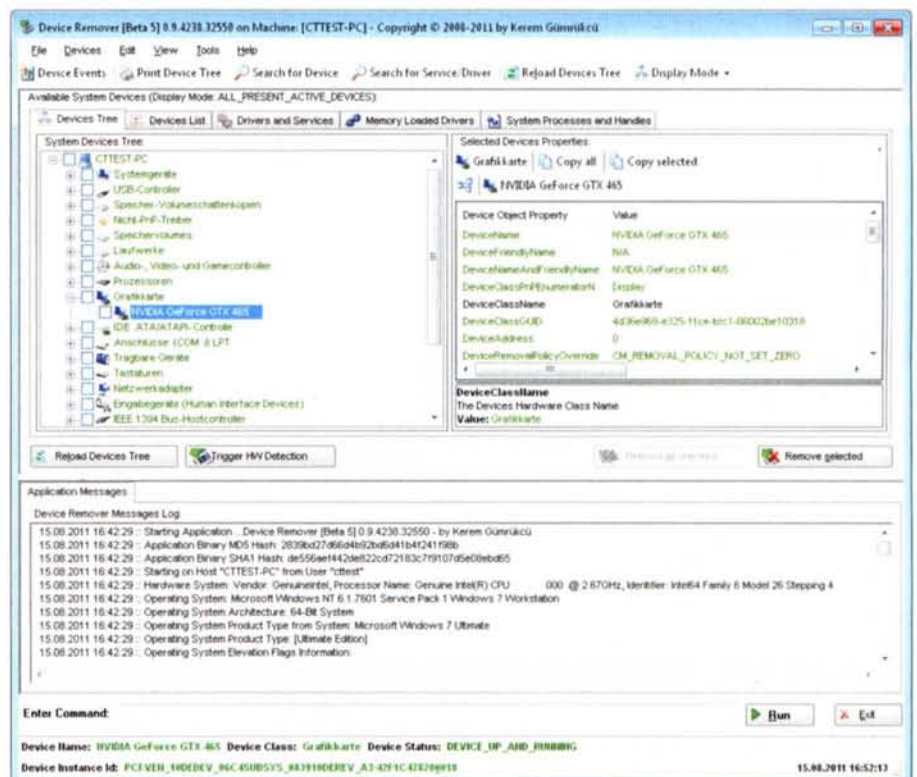 Device Remover [Beta 5] 0.9.4238.32550 on Machine: [CTTEST-PC] - Copyright © 2008-2011 by Kerem Gümrükcü
File Devices Edit View Tools Help
Device Events Print Device Tree Search for Device Search for Service/Driver Reload Devices Tree Display Mode
Available System Devices (Display Mode: ALL_PRESENT_ACTIVE_DEVICES):
Devices Tree Devices List Drivers and Services Memory Loaded Drivers System Processes and Handles
System Devices Tree:
CTTEST-PC
Systemgeräte
USB-Controller
Speicher-Volumenschattenkopien
Nicht-PnP-Treiber
Speichervolumes
Laufwerke
Audio-, Video- und Gamecontroller
Prozessoren
Grafikkarte
NVIDIA GeForce GTX 465
IDE ATA/ATAPI-Controller
Anschlüsse (COM & LPT
Tragbare Geräte
Tastaturen
Netzwerkadapter
Eingabegeräte (Human Interface Devices)
IEEE 1394 Bus-Hostcontroller
Selected Devices Properties:
Grafikkarte Copy all Copy selected
NVIDIA GeForce GTX 465
Device Object Property Value
DeviceName NVIDIA GeForce GTX 465
DeviceFriendlyName N/A
DeviceNameAndFriendlyName NVIDIA GeForce GTX 465
DeviceClassPnPEnumeratorN Display
DeviceClassName Grafikkarte
DeviceClassGUID 4d36e968-e325-11ce-bfc1-08002be10318
DeviceAddress 0
DeviceRemovalPolicyOverride CM_REMOVAL_POLICY_NOT_SET_ZERO
DeviceClassName
The Devices Hardware Class Name
Value: Grafikkarte
Reload Devices Tree Trigger HW Detection Remove selected
Application Messages
Device Remover Messages Log
15.08.2011 16:42:29 :: Starting Application ...Device Remover [Beta 5] 0.9.4238.32550 - by Kerem Gümrükcü
15.08.2011 16:42:29 :: Application Binary MD5 Hash: 2839bd27d66d4b92bd6d41b4f241f98b
15.08.2011 16:42:29 :: Application Binary SHA1 Hash: de556aef442de822cd72183c7f9107d5e08ebd65
15.08.2011 16:42:29 :: Starting on Host "CTTEST-PC" from User "cttest"
15.08.2011 16:42:29 :: Hardware System: Vendor: GenuineIntel, Processor Name: Genuine Intel(R) CPU 000 @ 2.67GHz, Identifier: Intel64 Family 6 Model 26 Stepping 4
15.08.2011 16:42:29 :: Operating System: Microsoft Windows NT 6.1.7601 Service Pack 1 Windows 7 Workstation
15.08.2011 16:42:29 :: Operating System Architecture: 64-Bit System
15.08.2011 16:42:29 :: Operating System Product Type from System: Microsoft Windows 7 Ultimate
15.08.2011 16:42:29 :: Operating System Product Type: [Ultimate Edition]
15.08.2011 16:42:29 :: Operating System Elevation Flags Information:
Enter Command: Run Exit
Device Name: NVIDIA GeForce GTX 465 Device Class: Grafikkarte Device Status: DEVICE_UP_AND_RUNNING
Device Instance Id: 15.08.2011 16:52:13